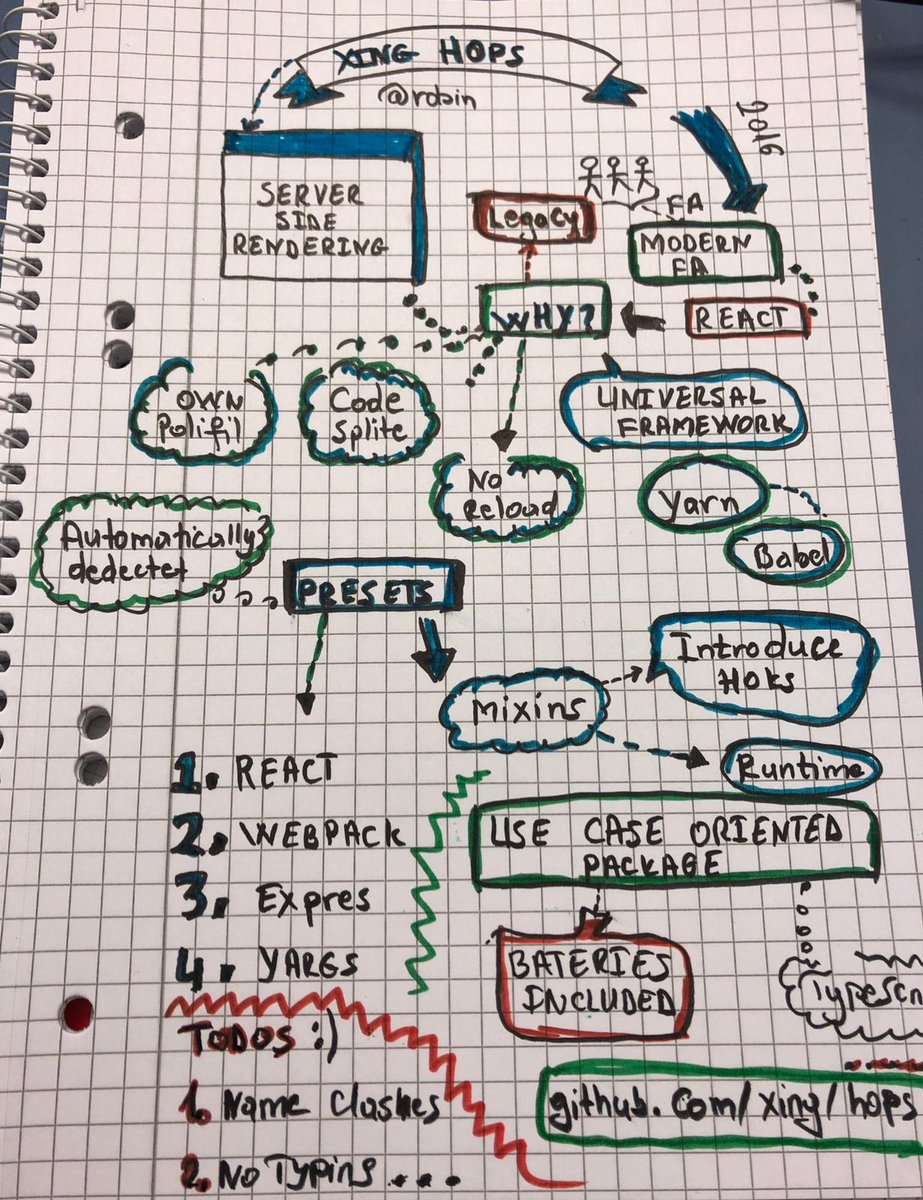 XING HOPS
@robin
2016
SERVER
SIDE
RENDERING
Legacy
FA
MODERN
FA
WHY?
REACT
OWN
Polifil
Code
Splite
UNIVERSAL
FRAMEWORK
No
Reload
Yarn
Babel
Automatically
dedectet
PRESETS
Introduce
HOKS
Mixins
Runtime
1. REACT
2. WEBPACK
3. Expres
4. YARGS
USE CASE ORIENTED
PACKAGE
BATERIES
INCLUDED
Typescr
TODOS :)
1. Name Clashes
2. No Typins ....
github.com/xing/hops